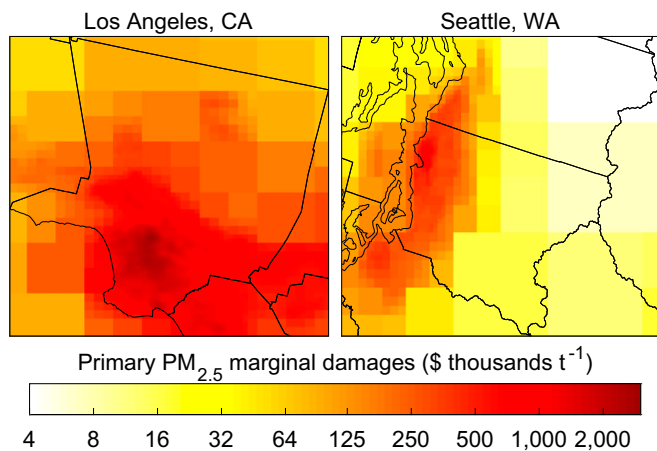 Los Angeles, CA
Seattle, WA
Primary PM2.5 marginal damages ($ thousands t⁻¹)
4 8 16 32 64 125 250 500 1,000 2,000